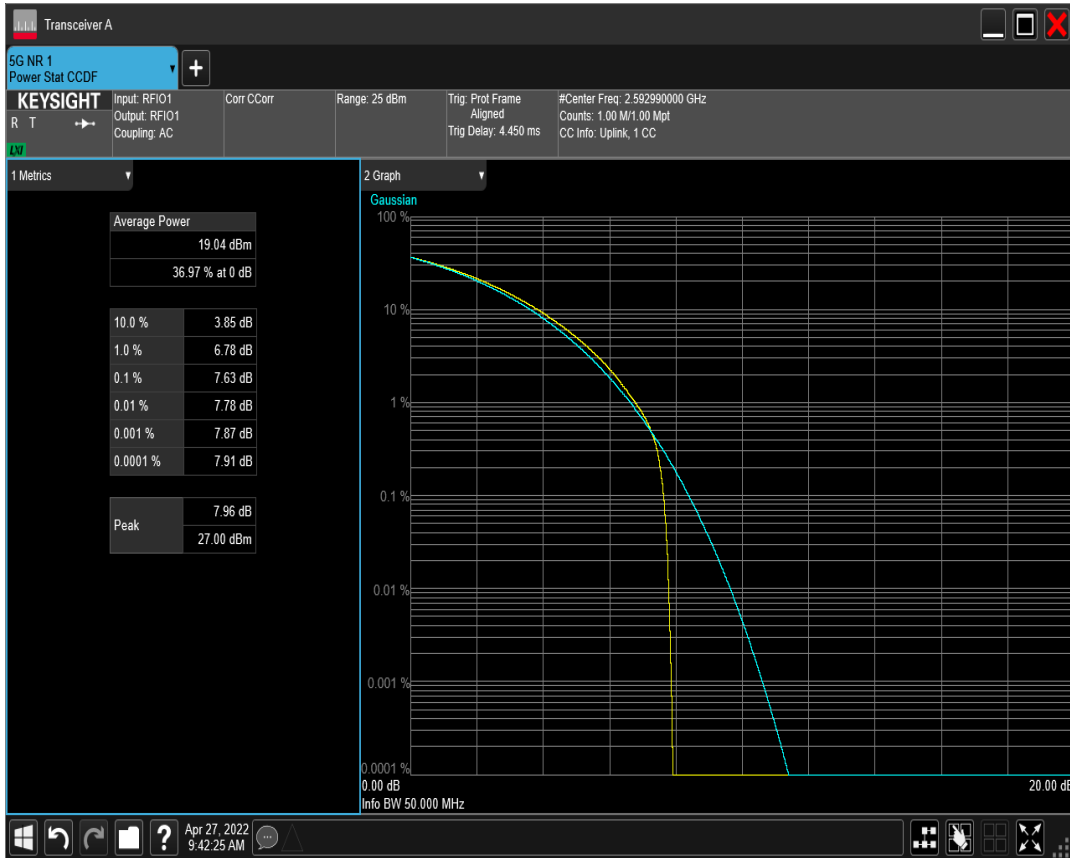 Transceiver A
5G NR 1
Power Stat CCDF
KEYSIGHT
R T
LXI
Input: RFIO1
Output: RFIO1
Coupling: AC
Corr CCorr
Range: 25 dBm
Trig: Prot Frame
Aligned
Trig Delay: 4.450 ms
#Center Freq: 2.592990000 GHz
Counts: 1.00 M/1.00 Mpt
CC Info: Uplink, 1 CC
1 Metrics
Average Power
19.04 dBm
36.97 % at 0 dB
10.0 % 3.85 dB
1.0 % 6.78 dB
0.1 % 7.63 dB
0.01 % 7.78 dB
0.001 % 7.87 dB
0.0001 % 7.91 dB
Peak
7.96 dB
27.00 dBm
2 Graph
Gaussian
100 %
10 %
1 %
0.1 %
0.01 %
0.001 %
0.0001 %
0.00 dB 20.00 dB
Info BW 50.000 MHz
? Apr 27, 2022
9:42:25 AM